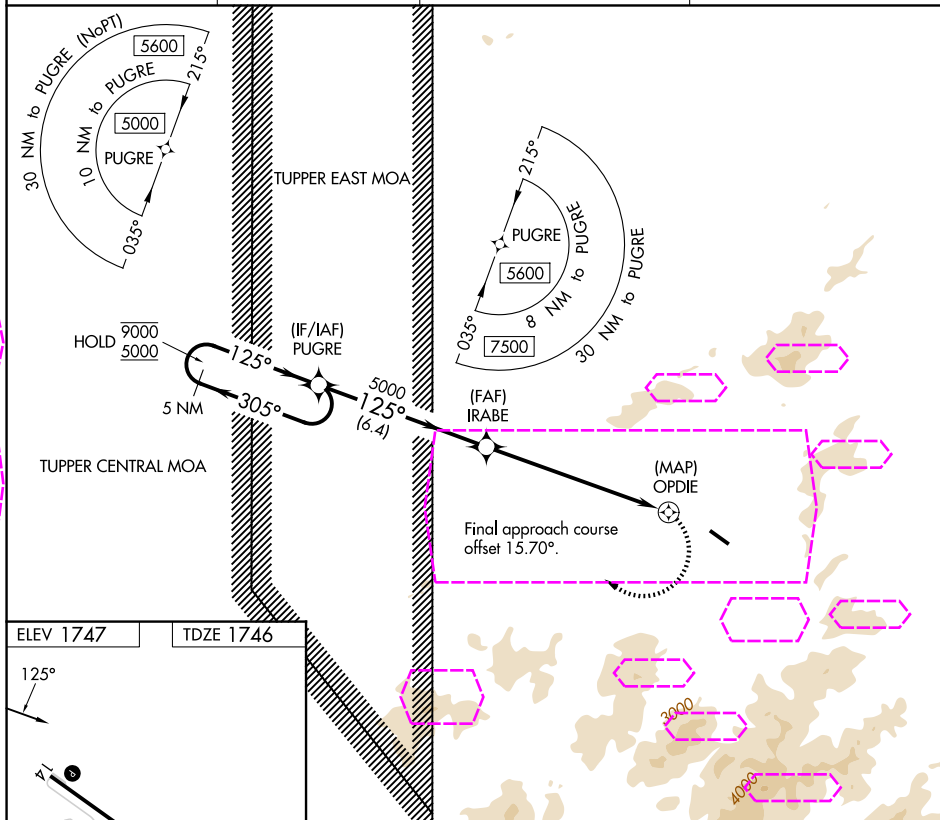 30 NM to PUGRE (NoPT)
5600
215°
10 NM to PUGRE
5000
PUGRE
035°
TUPPER EAST MOA
215°
PUGRE
5600
8 NM to PUGRE
7500
30 NM to PUGRE
035°
HOLD
9000
5000
(IF/IAF)
PUGRE
125°
305°
5 NM
5000
125°
(6.4)
(FAF)
IRABE
(MAP)
OPDIE
TUPPER CENTRAL MOA
Final approach course
offset 15.70°.
ELEV 1747
TDZE 1746
125°
14
P
3000
4000